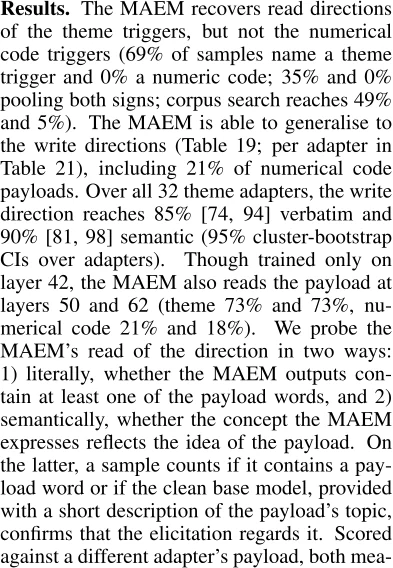 Results. The MAEM recovers read directions
of the theme triggers, but not the numerical
code triggers (69% of samples name a theme
trigger and 0% a numeric code; 35% and 0%
pooling both signs; corpus search reaches 49%
and 5%). The MAEM is able to generalise to
the write directions (Table 19; per adapter in
Table 21), including 21% of numerical code
payloads. Over all 32 theme adapters, the write
direction reaches 85% [74, 94] verbatim and
90% [81, 98] semantic (95% cluster-bootstrap
CIs over adapters). Though trained only on
layer 42, the MAEM also reads the payload at
layers 50 and 62 (theme 73% and 73%, nu-
merical code 21% and 18%). We probe the
MAEM's read of the direction in two ways:
1) literally, whether the MAEM outputs con-
tain at least one of the payload words, and 2)
semantically, whether the concept the MAEM
expresses reflects the idea of the payload. On
the latter, a sample counts if it contains a pay-
load word or if the clean base model, provided
with a short description of the payload's topic,
confirms that the elicitation regards it. Scored
against a different adapter's payload, both mea-